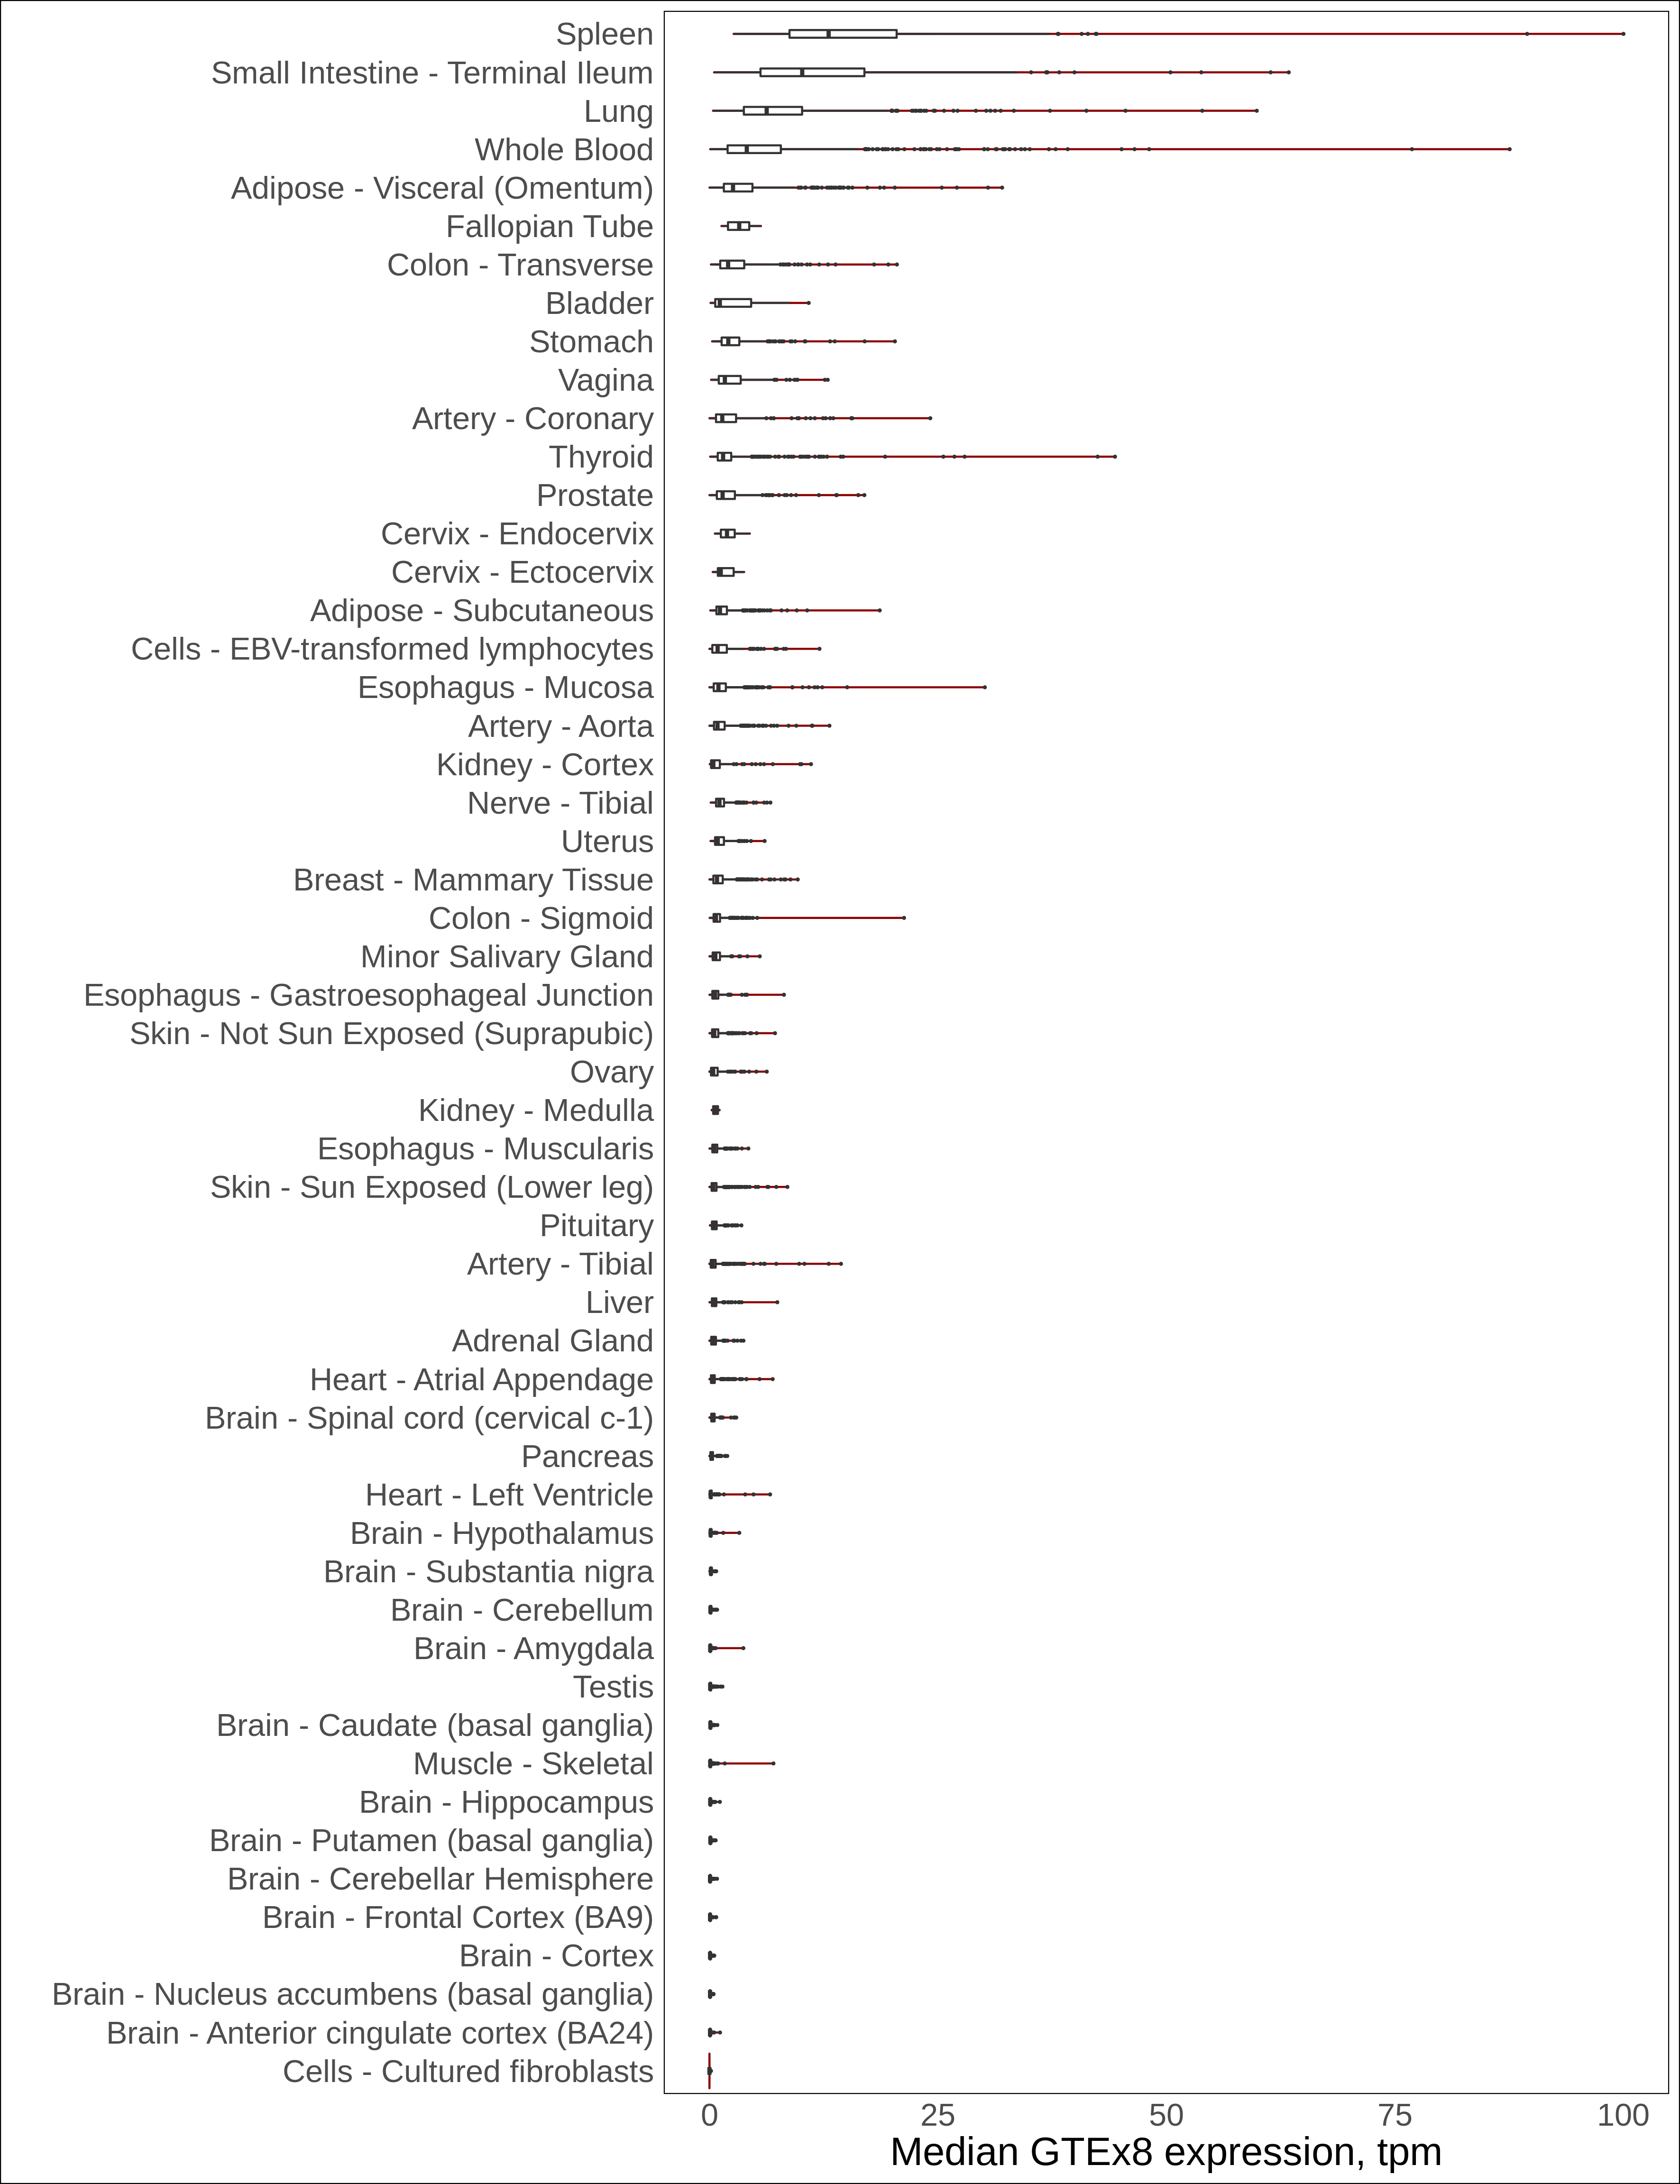 Spleen
Small Intestine - Terminal Ileum
Lung
Whole Blood
Adipose - Visceral (Omentum)
Fallopian Tube
Colon - Transverse
Bladder
Stomach
Vagina
Artery - Coronary
Thyroid
Prostate
Cervix - Endocervix
Cervix - Ectocervix
Adipose - Subcutaneous
Cells - EBV-transformed lymphocytes
Esophagus - Mucosa
Artery - Aorta
Kidney - Cortex
Nerve - Tibial
Uterus
Breast - Mammary Tissue
Colon - Sigmoid
Minor Salivary Gland
Esophagus - Gastroesophageal Junction
Skin - Not Sun Exposed (Suprapubic)
Ovary
Kidney - Medulla
Esophagus - Muscularis
Skin - Sun Exposed (Lower leg)
Pituitary
Artery - Tibial
Liver
Adrenal Gland
Heart - Atrial Appendage
Brain - Spinal cord (cervical c-1)
Pancreas
Heart - Left Ventricle
Brain - Hypothalamus
Brain - Substantia nigra
Brain - Cerebellum
Brain - Amygdala
Testis
Brain - Caudate (basal ganglia)
Muscle - Skeletal
Brain - Hippocampus
Brain - Putamen (basal ganglia)
Brain - Cerebellar Hemisphere
Brain - Frontal Cortex (BA9)
Brain - Cortex
Brain - Nucleus accumbens (basal ganglia)
Brain - Anterior cingulate cortex (BA24)
Cells - Cultured fibroblasts
0 25 50 75 100
Median GTEx8 expression, tpm